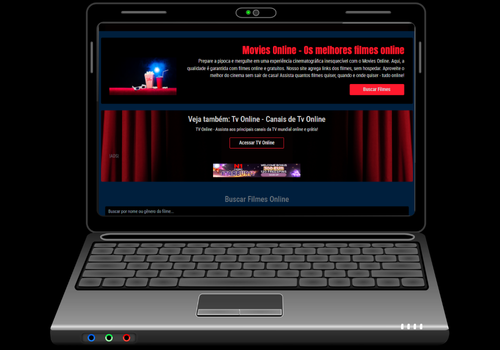 Movies Online - Os melhores filmes online
Prepare a pipoca e mergulhe em uma experiência cinematográfica inesquecível com o Movies Online. Aqui, a
qualidade é garantida com filmes online e gratuitos. Nosso site agrega links dos filmes, sem hospedar. Aproveite o
melhor do cinema sem sair de casa! Assista quantos filmes quiser, quando e onde quiser - tudo online!
Buscar Filmes
Veja também: Tv Online - Canais de Tv Online
TV Online - Assista aos principais canais da TV mundial online e grátis!
Acessar TV Online
Buscar Filmes Online
Buscar por nome ou gênero do filme...